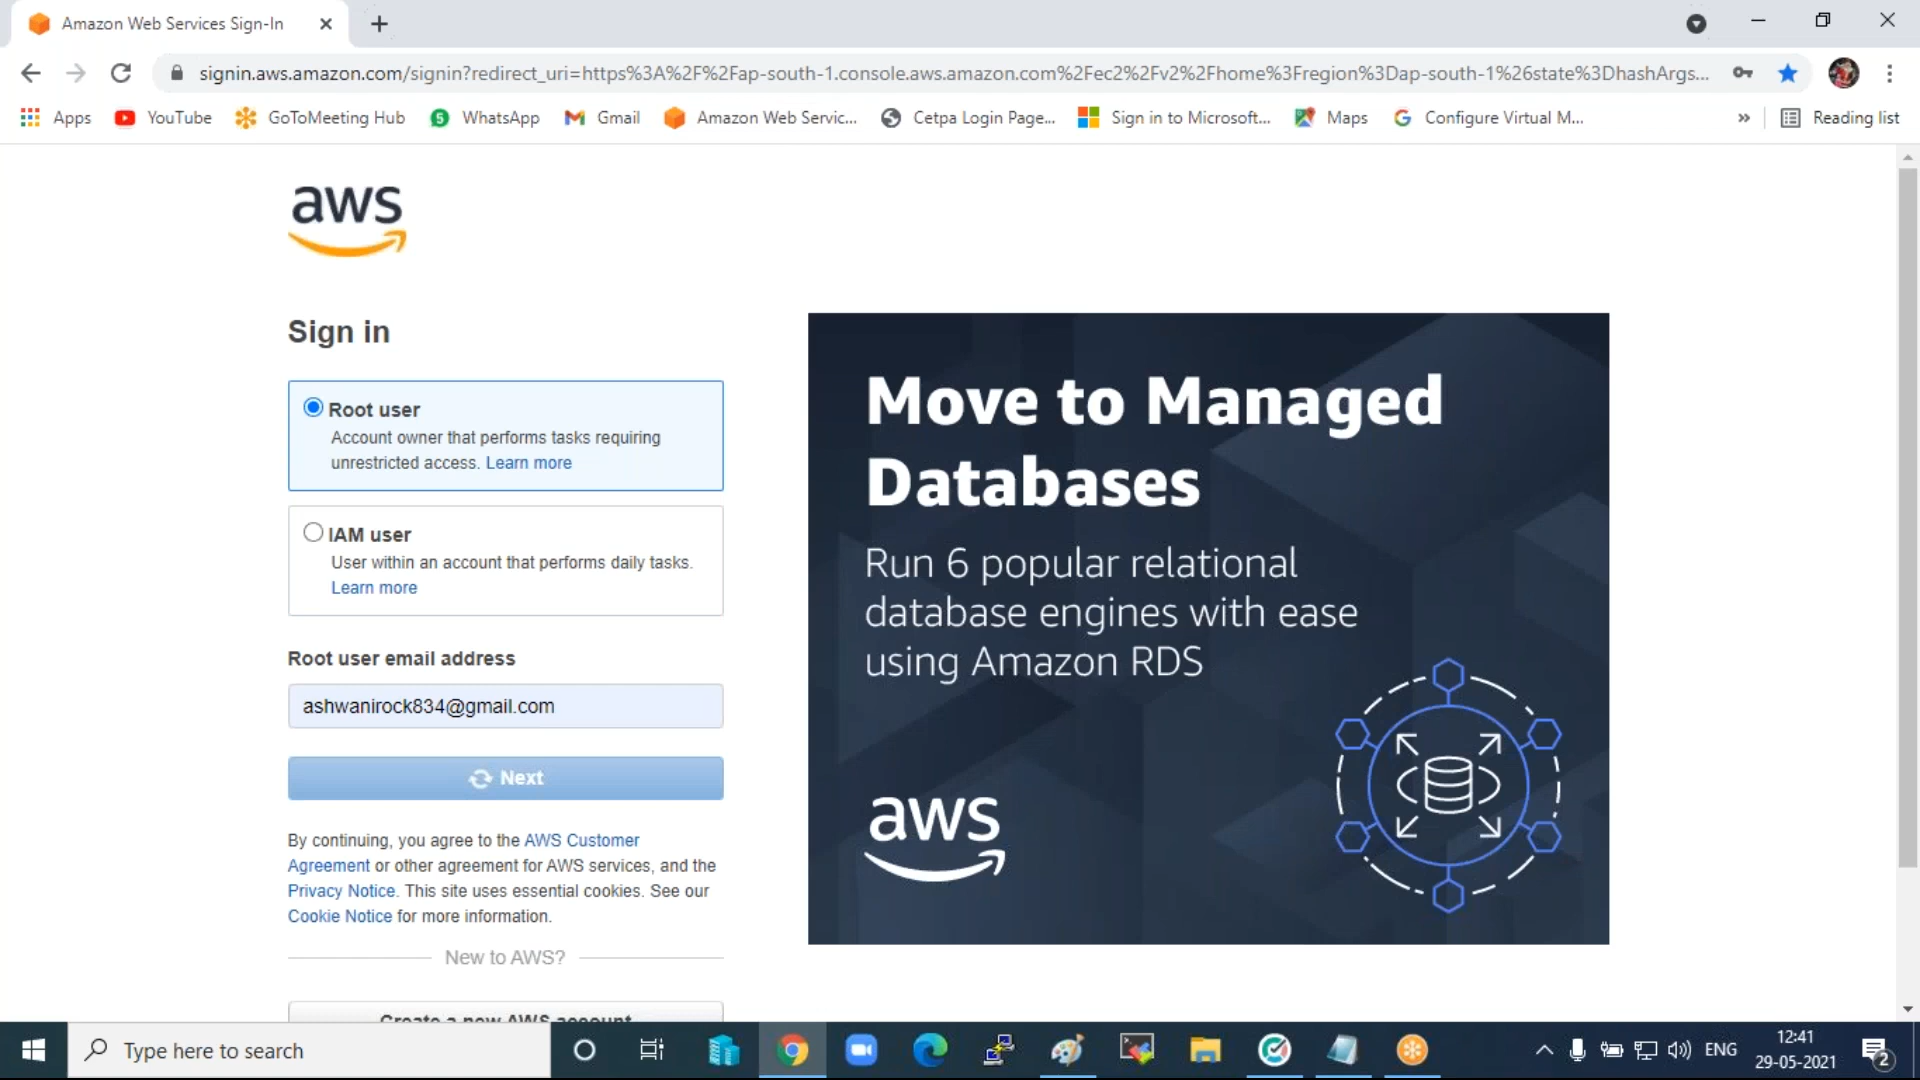 Amazon Web Services Sign-In
signin.aws.amazon.com/signin?redirect_uri=https%3A%2F%2Fap-south-1.console.aws.amazon.com%2Fec2%2Fv2%2Fhome%3Fregion%3Dap-south-1%26state%3DhashArgs...
Apps YouTube GoToMeeting Hub WhatsApp Gmail Amazon Web Servic... Cetpa Login Page... Sign in to Microsoft... Maps Configure Virtual M... » Reading list
aws
Sign in
Root user
Account owner that performs tasks requiring
unrestricted access. Learn more
IAM user
User within an account that performs daily tasks.
Learn more
Root user email address
ashwanirock834@gmail.com
Next
By continuing, you agree to the AWS Customer
Agreement or other agreement for AWS services, and the
Privacy Notice. This site uses essential cookies. See our
Cookie Notice for more information.
New to AWS?
Create a new AWS account
Move to Managed
Databases
Run 6 popular relational
database engines with ease
using Amazon RDS
aws
Type here to search
ENG
12:41
29-05-2021
2